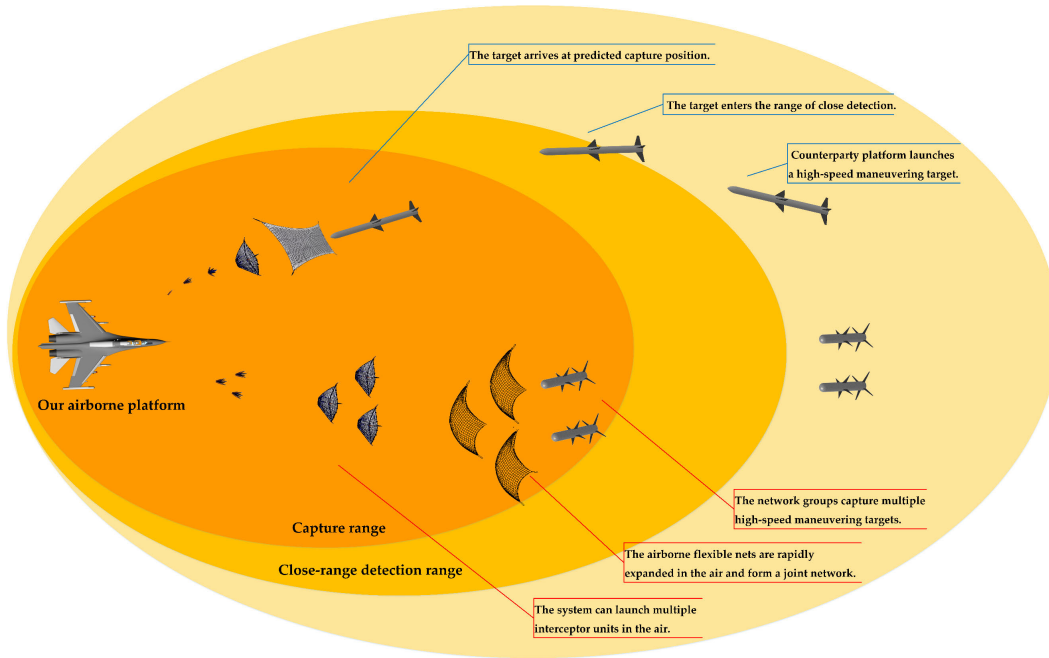 The target arrives at predicted capture position.
The target enters the range of close detection.
Counterparty platform launches
a high-speed maneuvering target.
Our airborne platform
Capture range
Close-range detection range
The network groups capture multiple
high-speed maneuvering targets.
The airborne flexible nets are rapidly
expanded in the air and form a joint network.
The system can launch multiple
interceptor units in the air.